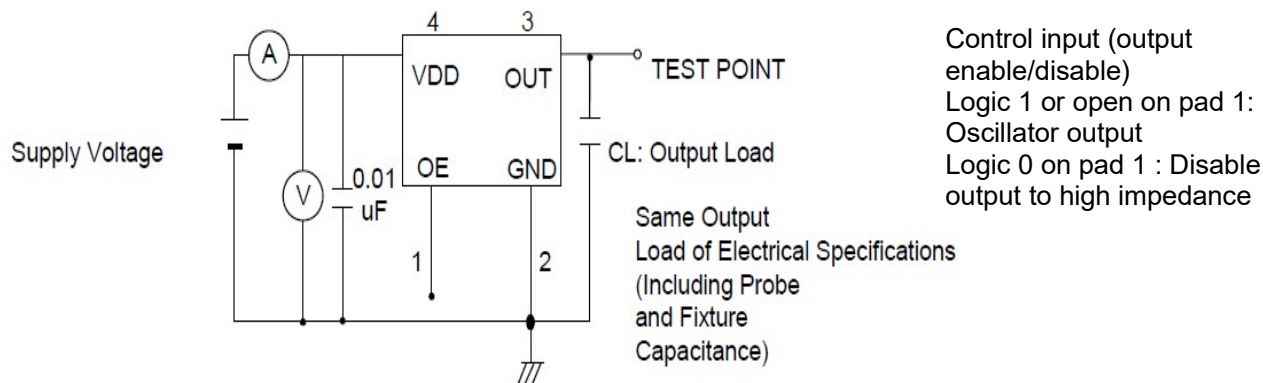 4
3
A
VDD
OUT
TEST POINT
Supply Voltage
CL: Output Load
OE
GND
V
0.01
uF
1
2
Same Output
Load of Electrical Specifications
(Including Probe
and Fixture
Capacitance)
Control input (output
enable/disable)
Logic 1 or open on pad 1:
Oscillator output
Logic 0 on pad 1 : Disable
output to high impedance